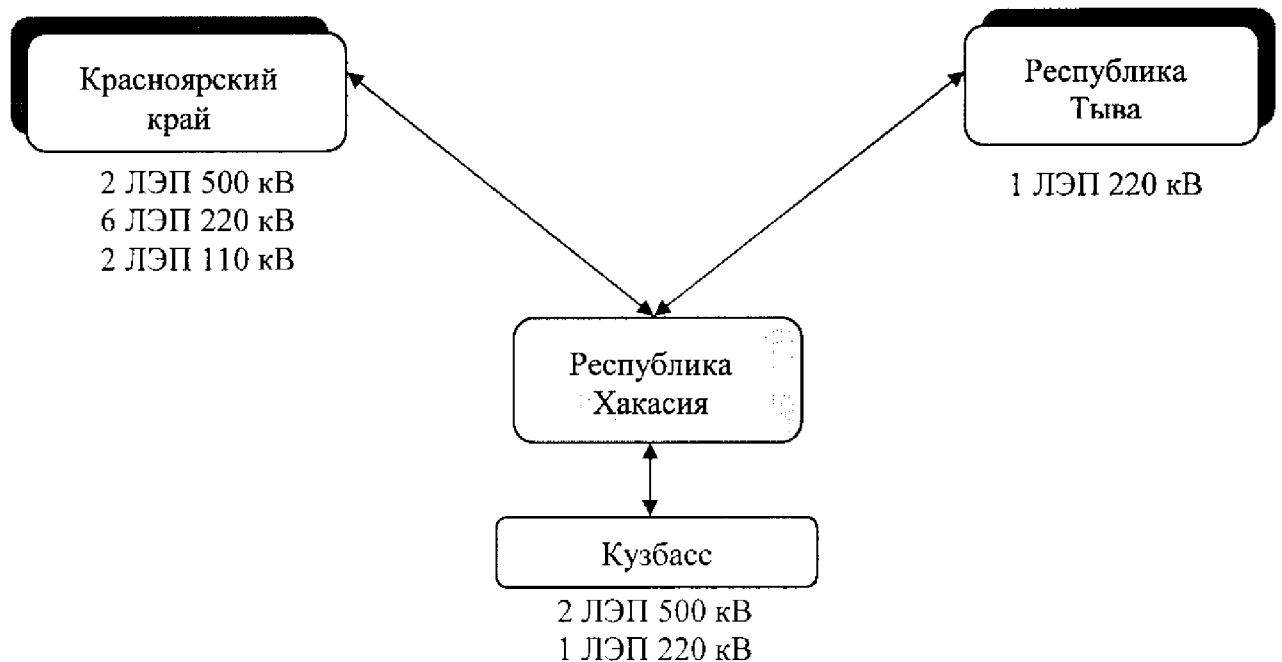 Красноярский
край
2 ЛЭП 500 кВ
6 ЛЭП 220 кВ
2 ЛЭП 110 кВ
Республика
Тыва
1 ЛЭП 220 кВ
Республика
Хакасия
Кузбасс
2 ЛЭП 500 кВ
1 ЛЭП 220 кВ